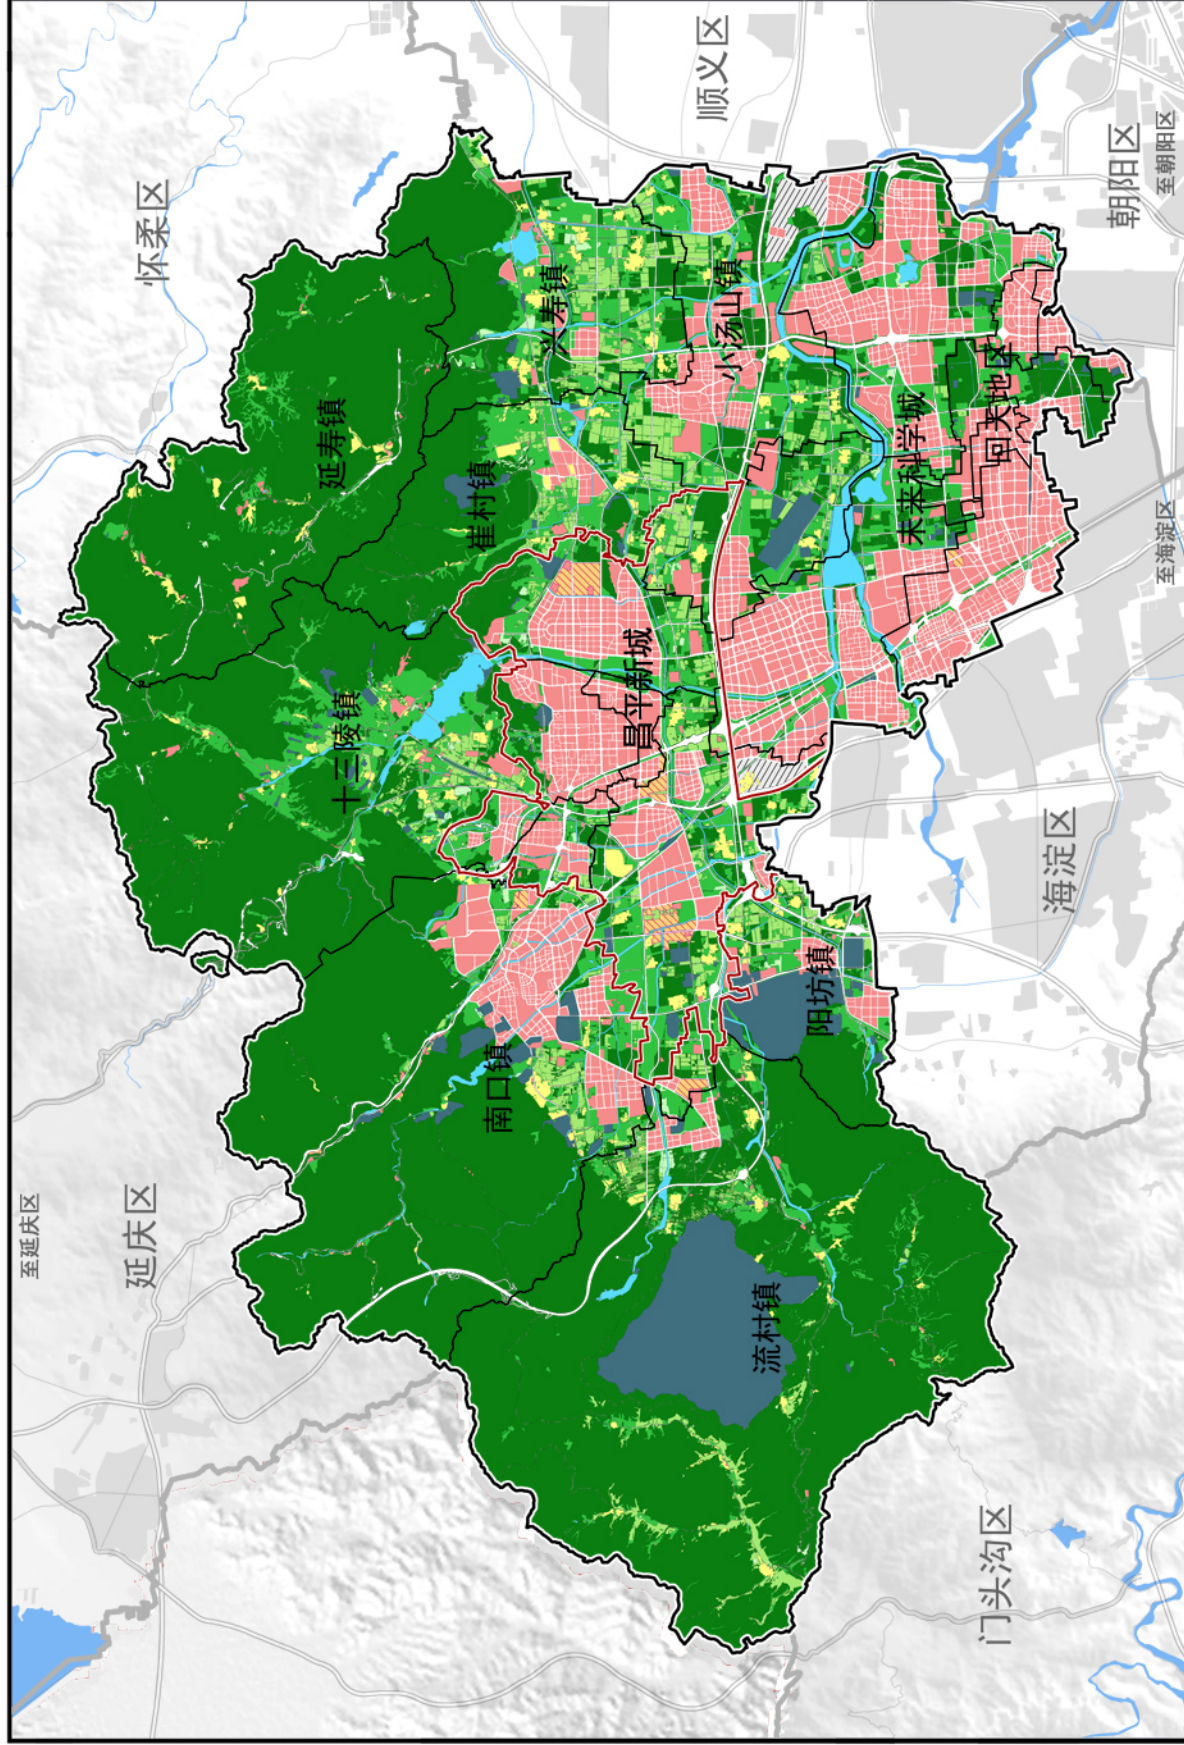 至延庆区
延庆区
怀柔区
顺义区
延寿镇
十三陵镇
崔村镇
兴寿镇
南口镇
昌平新城
小汤山镇
流村镇
阳坊镇
未来科学城
回天地区
海淀区
门头沟区
朝阳区
至朝阳区
至海淀区